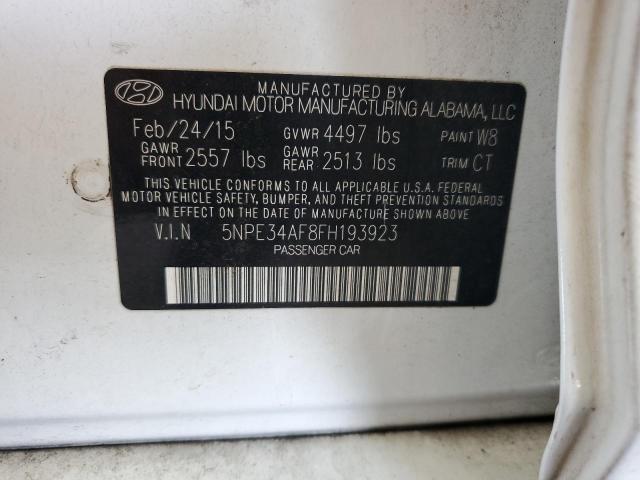 MANUFACTURED BY
HYUNDAI MOTOR MANUFACTURING ALABAMA, LLC
Feb/24/15 GVWR 4497 lbs PAINT W8
GAWR FRONT 2557 lbs GAWR REAR 2513 lbs TRIM CT
THIS VEHICLE CONFORMS TO ALL APPLICABLE U.S.A. FEDERAL
MOTOR VEHICLE SAFETY, BUMPER, AND THEFT PREVENTION STANDARDS
IN EFFECT ON THE DATE OF MANUFACTURE SHOWN ABOVE
V.I.N 5NPE34AF8FH193923
PASSENGER CAR